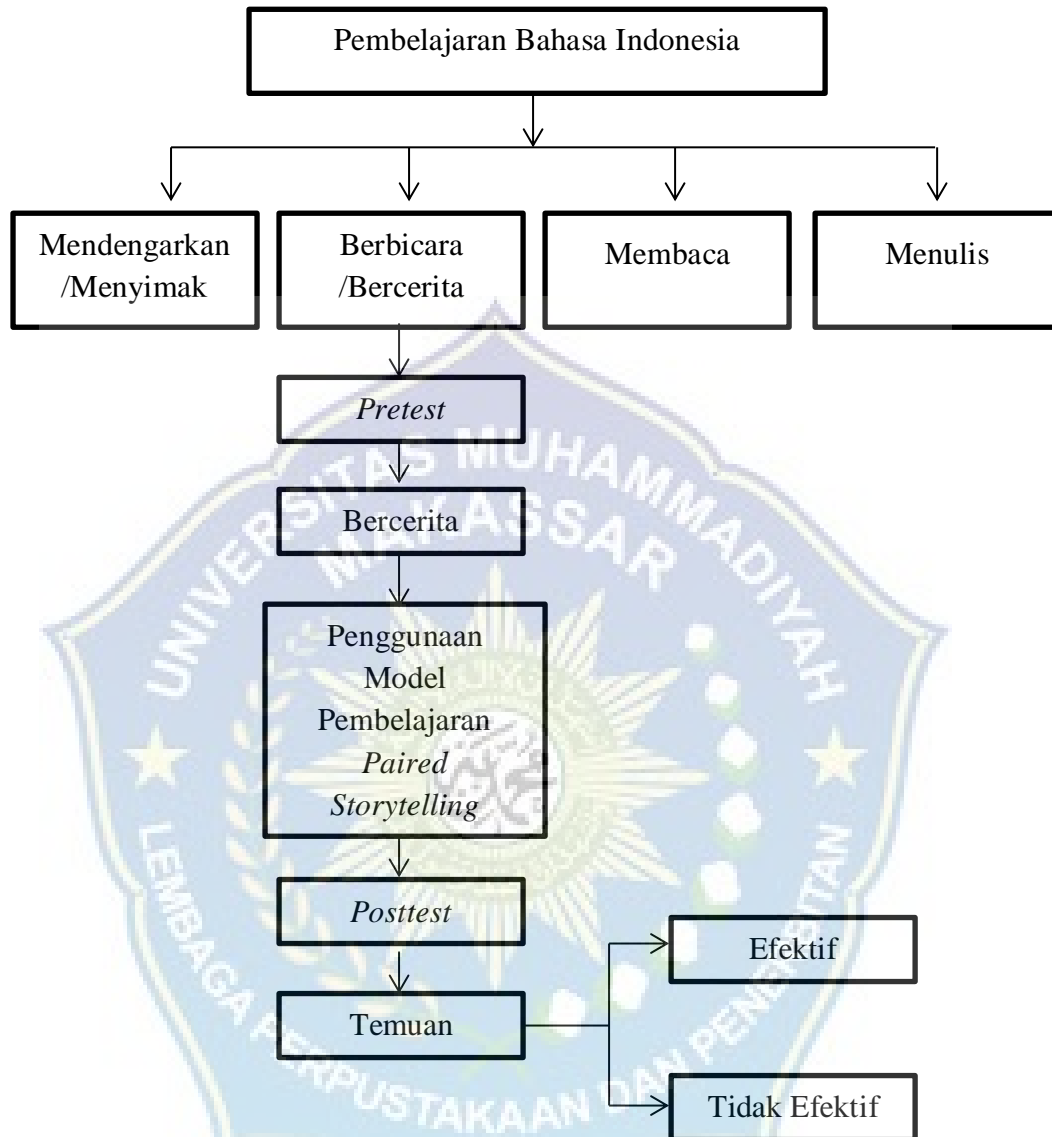 Pembelajaran Bahasa Indonesia
Mendengarkan
/Menyimak
Berbicara
/Bercerita
Membaca
Menulis
Pretest
Bercerita
Penggunaan
Model
Pembelajaran
Paired
Storytelling
Posttest
Temuan
Efektif
Tidak Efektif
UNIVERSITAS MUHAMMADIYAH
MAKASSAR
LEMBAGA PERPUSTAKAAN DAN PENERBITAN